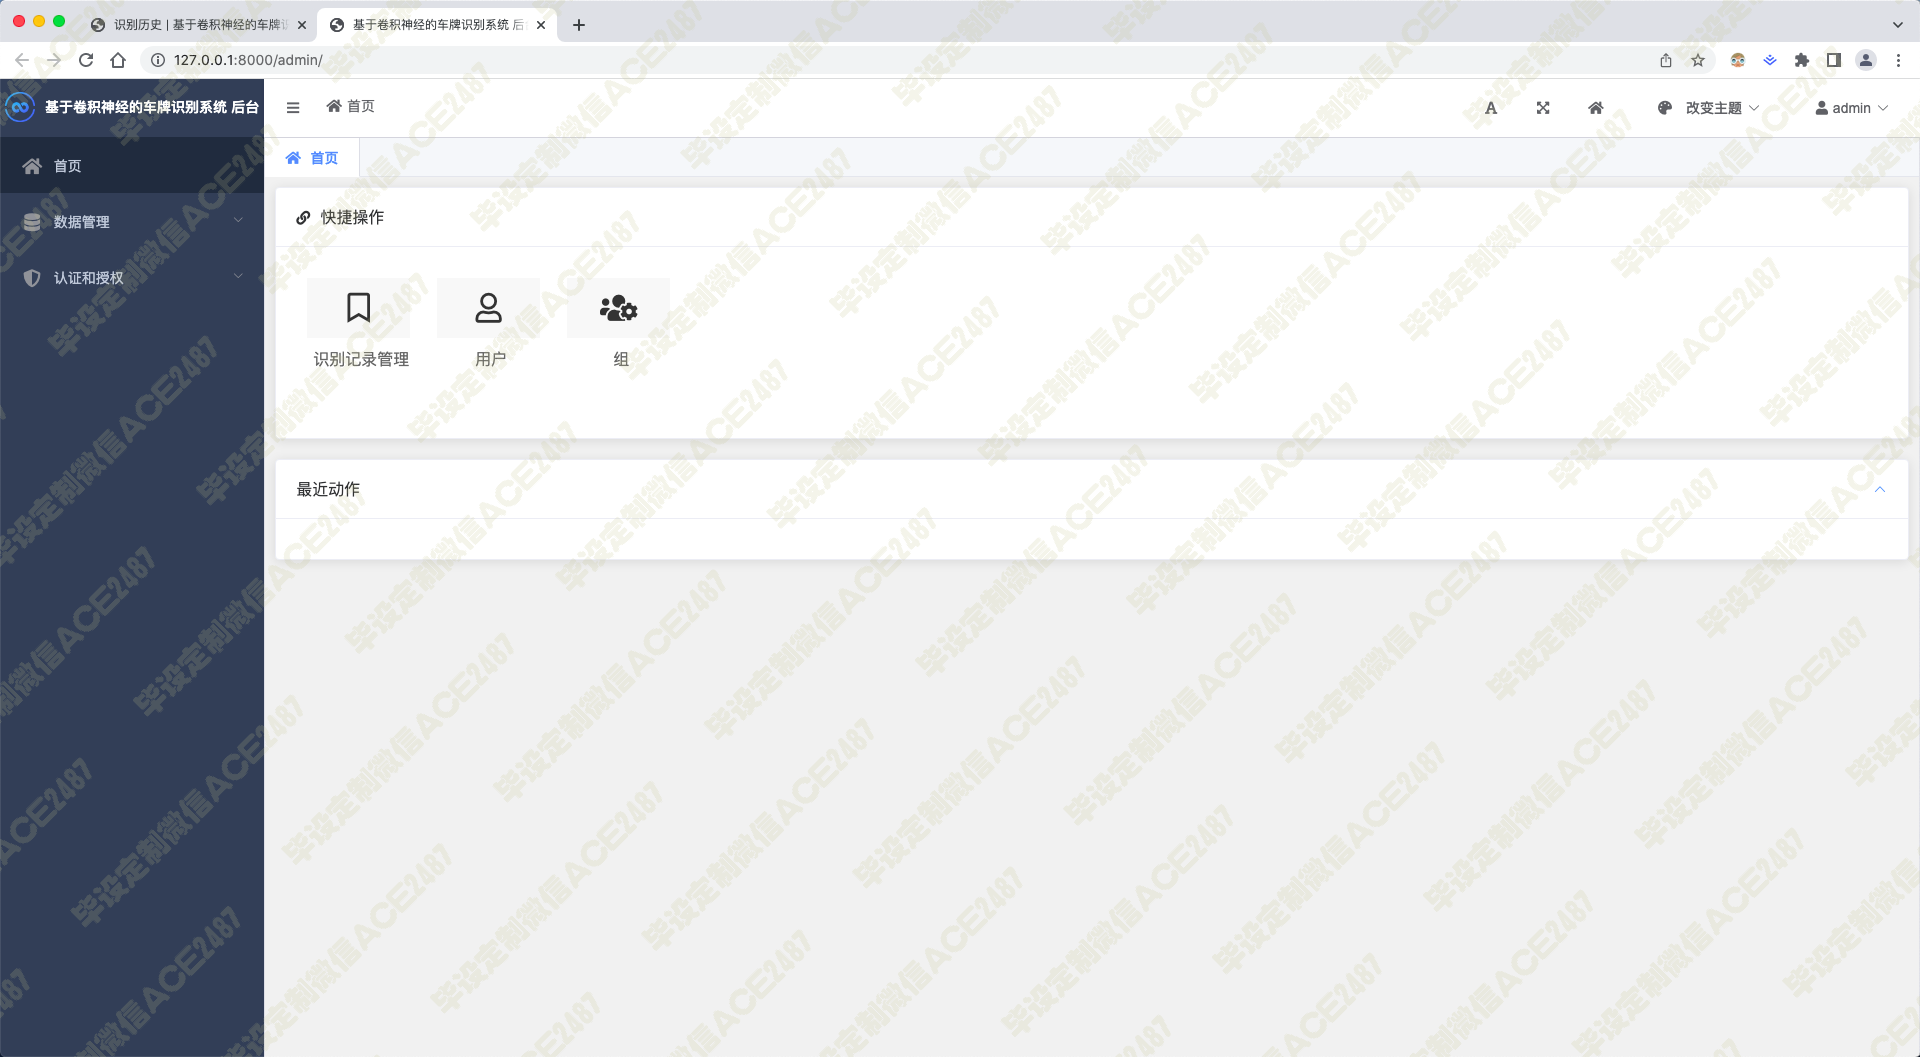 识别历史 | 基于卷积神经的车牌识
基于卷积神经的车牌识别系统 后
127.0.0.1:8000/admin/
基于卷积神经的车牌识别系统 后台
首页
改变主题
admin
首页
首页
数据管理
认证和授权
快捷操作
识别记录管理
用户
组
最近动作
毕设定制微信ACE2487